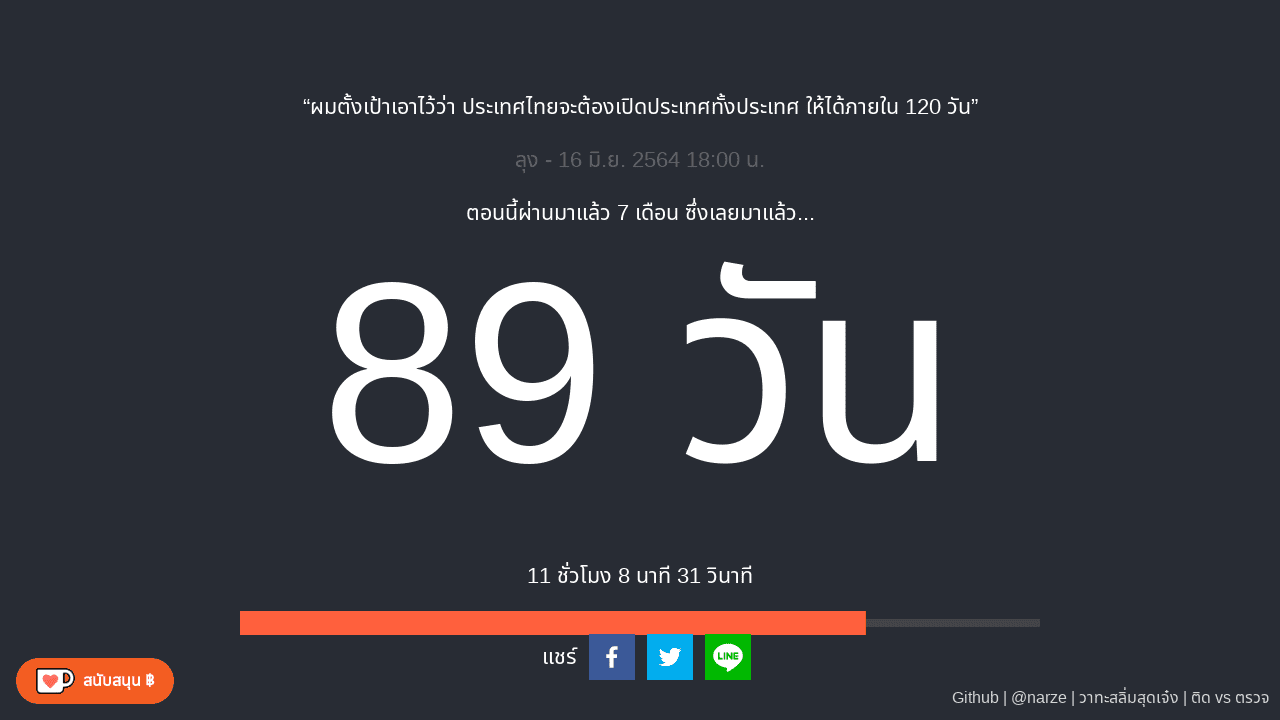 “ผมตั้งเป้าเอาไว้ว่า ประเทศไทยจะต้องเปิดประเทศทั้งประเทศ ให้ได้ภายใน 120 วัน”
ลุง - 16 มิ.ย. 2564 18:00 น.
ตอนนี้ผ่านมาแล้ว 7 เดือน ซึ่งเลยมาแล้ว...
89 วัน
11 ชั่วโมง 8 นาที 31 วินาที
แชร์
LINE
สนับสนุน ฿
Github | @narze | วาทะสลิ่มสุดเจ๋ง | ติด vs ตรวจ